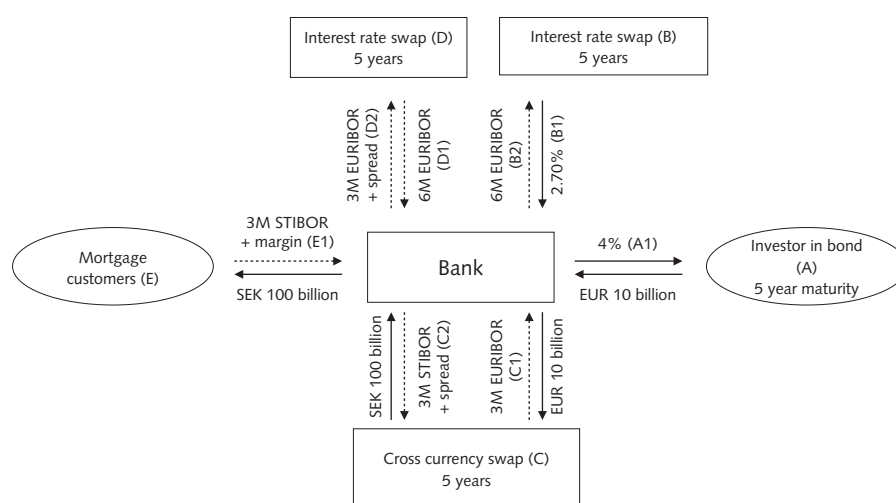 Interest rate swap (D)
5 years
Interest rate swap (B)
5 years
3M EURIBOR
+ spread (D2)
6M EURIBOR
(D1)
6M EURIBOR
(B2)
2.70% (B1)
3M STIBOR
+ margin (E1)
Mortgage
customers (E)
SEK 100 billion
Bank
4% (A1)
EUR 10 billion
Investor in bond
(A)
5 year maturity
SEK 100 billion
3M STIBOR
+ spread (C2)
3M EURIBOR
(C1)
EUR 10 billion
Cross currency swap (C)
5 years